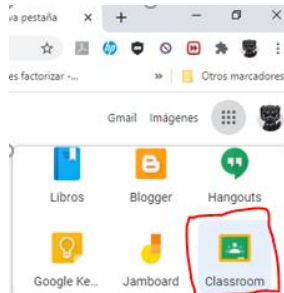 va pestaña
es factorizar -...
Otros marcadores
Gmail Imágenes
Libros Blogger Hangouts
Google Ke... Jamboard Classroom